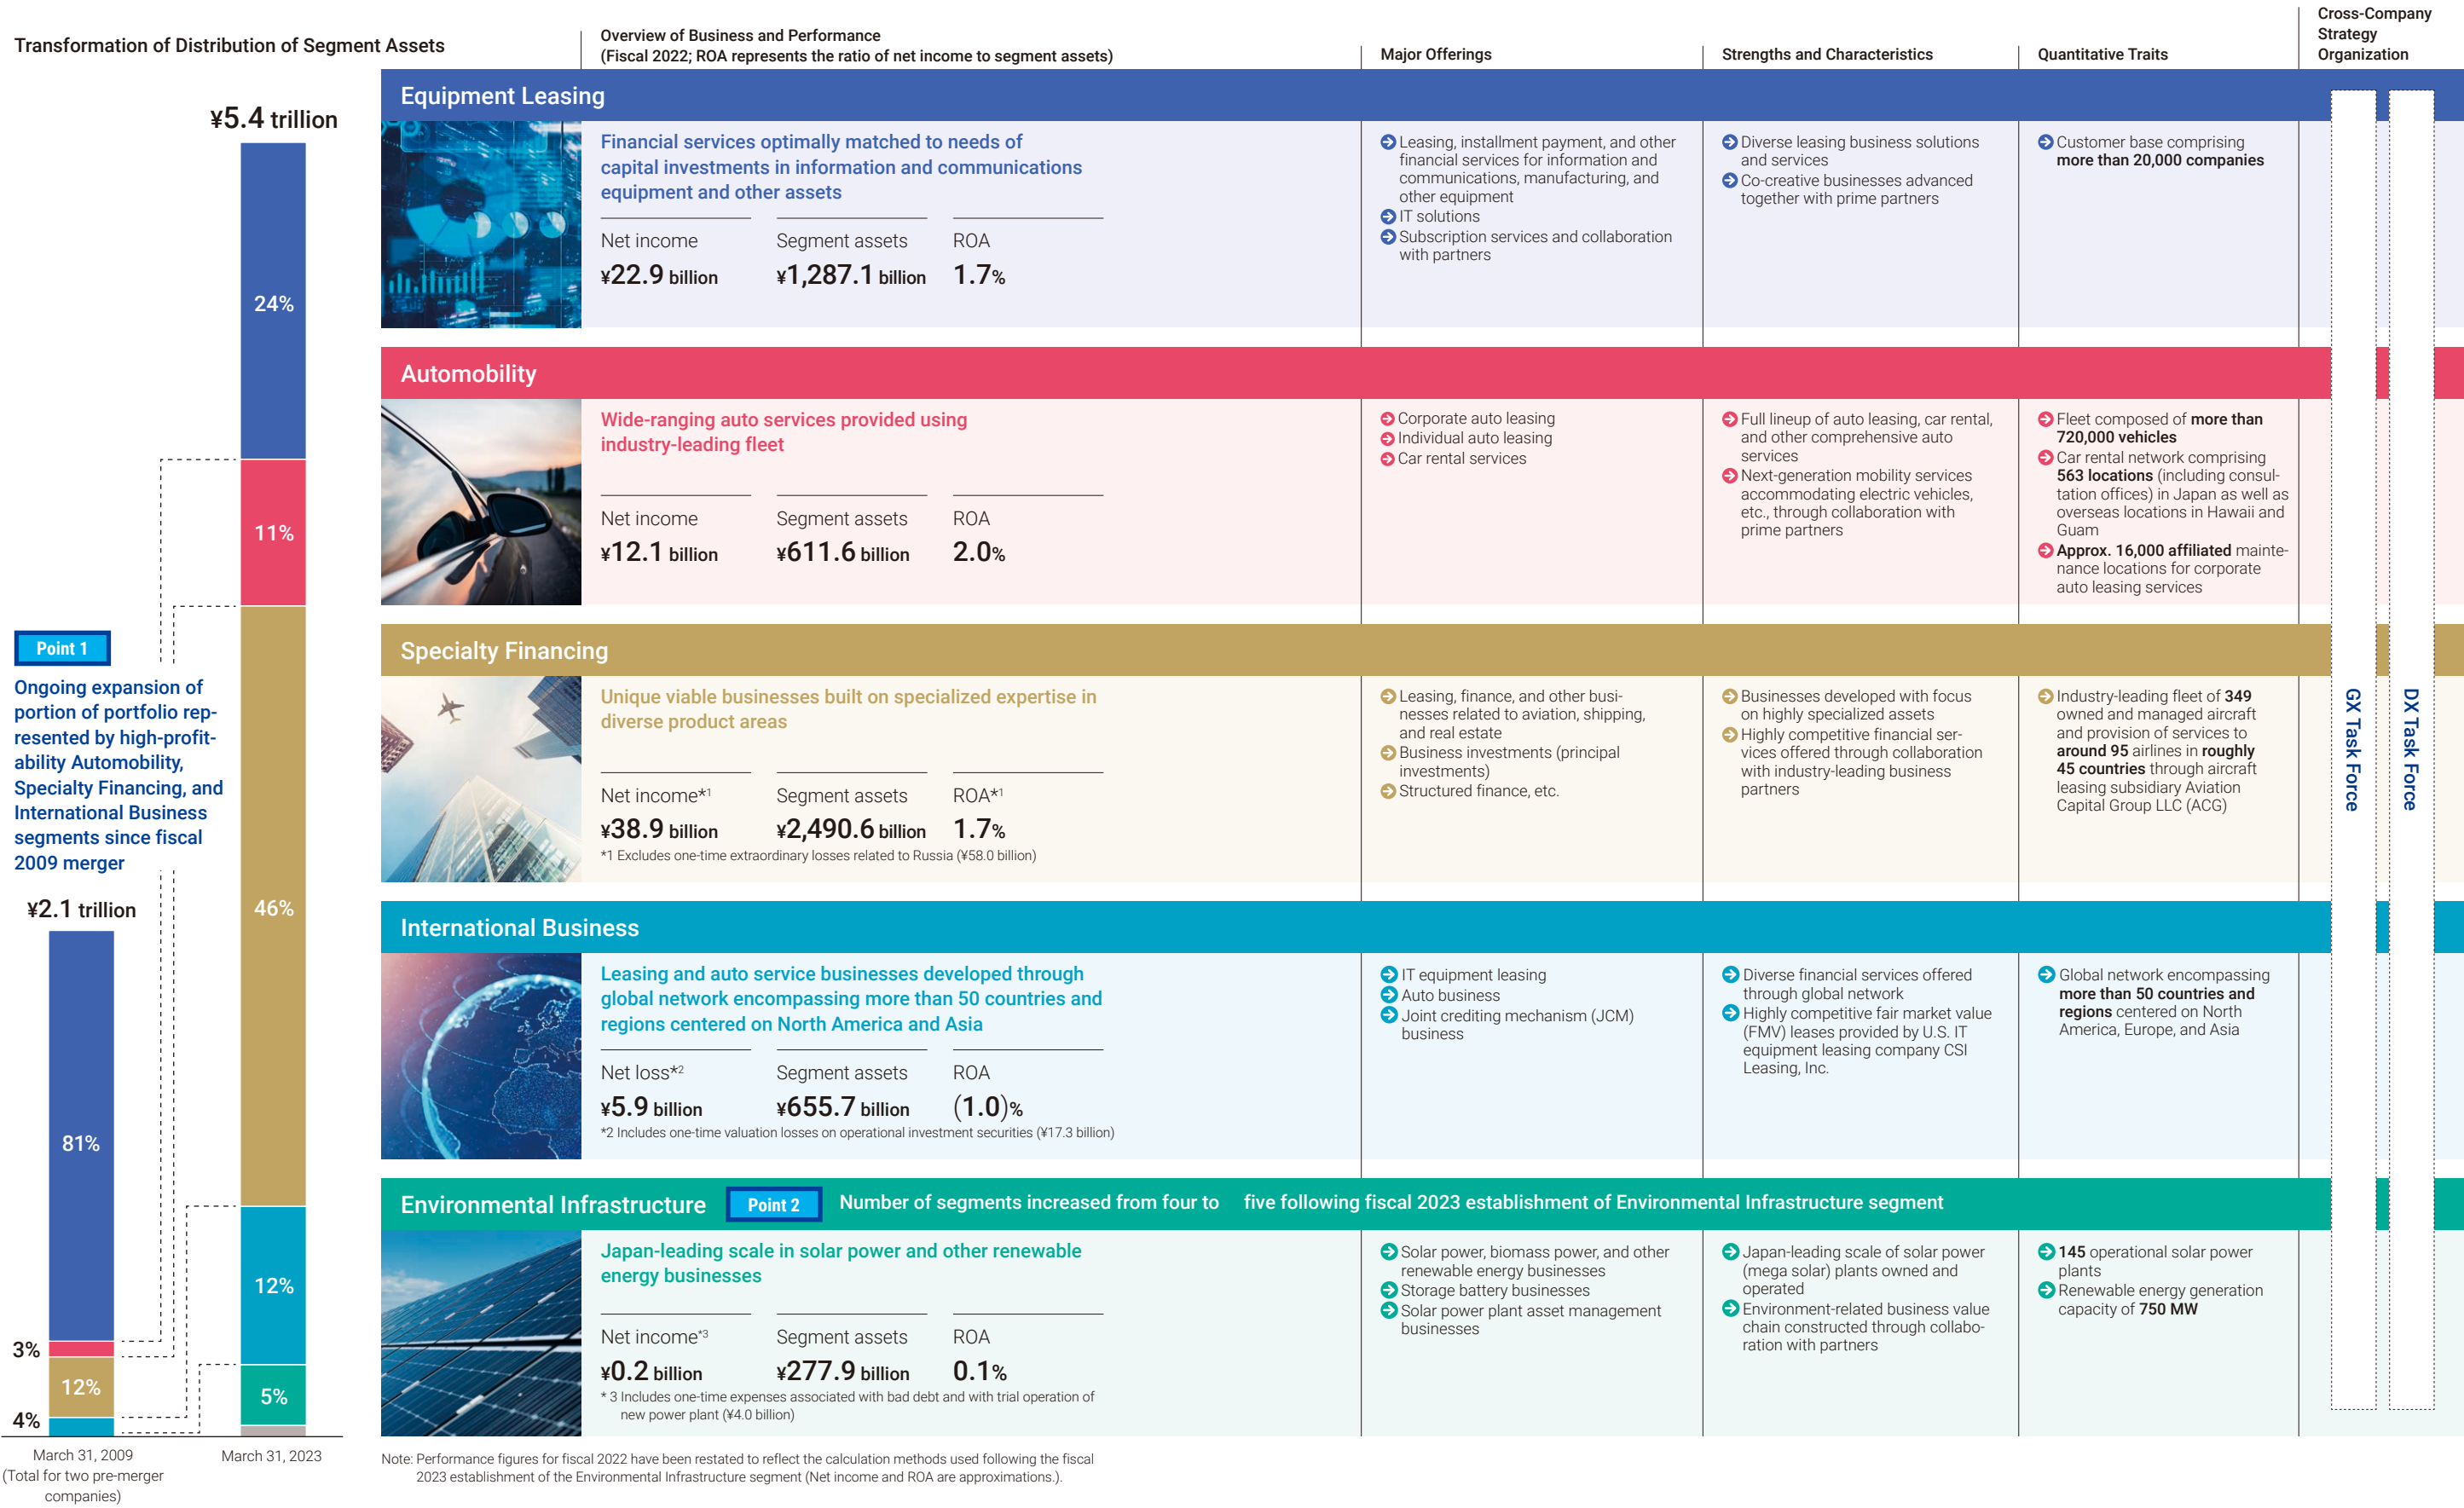 Transformation of Distribution of Segment Assets
Overview of Business and Performance
(Fiscal 2022; ROA represents the ratio of net income to segment assets)
Major Offerings
Strengths and Characteristics
Quantitative Traits
Cross-Company
Strategy
Organization
¥5.4 trillion
24%
11%
46%
12%
5%
March 31, 2023
Point 1
Ongoing expansion of
portion of portfolio rep-
resented by high-profit-
ability Automobility,
Specialty Financing, and
International Business
segments since fiscal
2009 merger
¥2.1 trillion
81%
3%
12%
4%
March 31, 2009
(Total for two pre-merger
companies)
Equipment Leasing
Financial services optimally matched to needs of
capital investments in information and communications
equipment and other assets
Net income
Segment assets
ROA
¥22.9 billion
¥1,287.1 billion
1.7%
Leasing, installment payment, and other
financial services for information and
communications, manufacturing, and
other equipment
IT solutions
Subscription services and collaboration
with partners
Diverse leasing business solutions
and services
Co-creative businesses advanced
together with prime partners
Customer base comprising
more than 20,000 companies
Automobility
Wide-ranging auto services provided using
industry-leading fleet
Net income
Segment assets
ROA
¥12.1 billion
¥611.6 billion
2.0%
Corporate auto leasing
Individual auto leasing
Car rental services
Full lineup of auto leasing, car rental,
and other comprehensive auto
services
Next-generation mobility services
accommodating electric vehicles,
etc., through collaboration with
prime partners
Fleet composed of more than
720,000 vehicles
Car rental network comprising
563 locations (including consul-
tation offices) in Japan as well as
overseas locations in Hawaii and
Guam
Approx. 16,000 affiliated mainte-
nance locations for corporate
auto leasing services
Specialty Financing
Unique viable businesses built on specialized expertise in
diverse product areas
Net income*1
Segment assets
ROA*1
¥38.9 billion
¥2,490.6 billion
1.7%
*1 Excludes one-time extraordinary losses related to Russia (¥58.0 billion)
Leasing, finance, and other busi-
nesses related to aviation, shipping,
and real estate
Business investments (principal
investments)
Structured finance, etc.
Businesses developed with focus
on highly specialized assets
Highly competitive financial ser-
vices offered through collaboration
with industry-leading business
partners
Industry-leading fleet of 349
owned and managed aircraft
and provision of services to
around 95 airlines in roughly
45 countries through aircraft
leasing subsidiary Aviation
Capital Group LLC (ACG)
GX Task Force
DX Task Force
International Business
Leasing and auto service businesses developed through
global network encompassing more than 50 countries and
regions centered on North America and Asia
Net loss*2
Segment assets
ROA
¥5.9 billion
¥655.7 billion
(1.0)%
*2 Includes one-time valuation losses on operational investment securities (¥17.3 billion)
IT equipment leasing
Auto business
Joint crediting mechanism (JCM)
business
Diverse financial services offered
through global network
Highly competitive fair market value
(FMV) leases provided by U.S. IT
equipment leasing company CSI
Leasing, Inc.
Global network encompassing
more than 50 countries and
regions centered on North
America, Europe, and Asia
Environmental Infrastructure
Point 2
Number of segments increased from four to five following fiscal 2023 establishment of Environmental Infrastructure segment
Japan-leading scale in solar power and other renewable
energy businesses
Net income*3
Segment assets
ROA
¥0.2 billion
¥277.9 billion
0.1%
* 3 Includes one-time expenses associated with bad debt and with trial operation of
new power plant (¥4.0 billion)
Solar power, biomass power, and other
renewable energy businesses
Storage battery businesses
Solar power plant asset management
businesses
Japan-leading scale of solar power
(mega solar) plants owned and
operated
Environment-related business value
chain constructed through collabo-
ration with partners
145 operational solar power
plants
Renewable energy generation
capacity of 750 MW
Note: Performance figures for fiscal 2022 have been restated to reflect the calculation methods used following the fiscal
2023 establishment of the Environmental Infrastructure segment (Net income and ROA are approximations.).